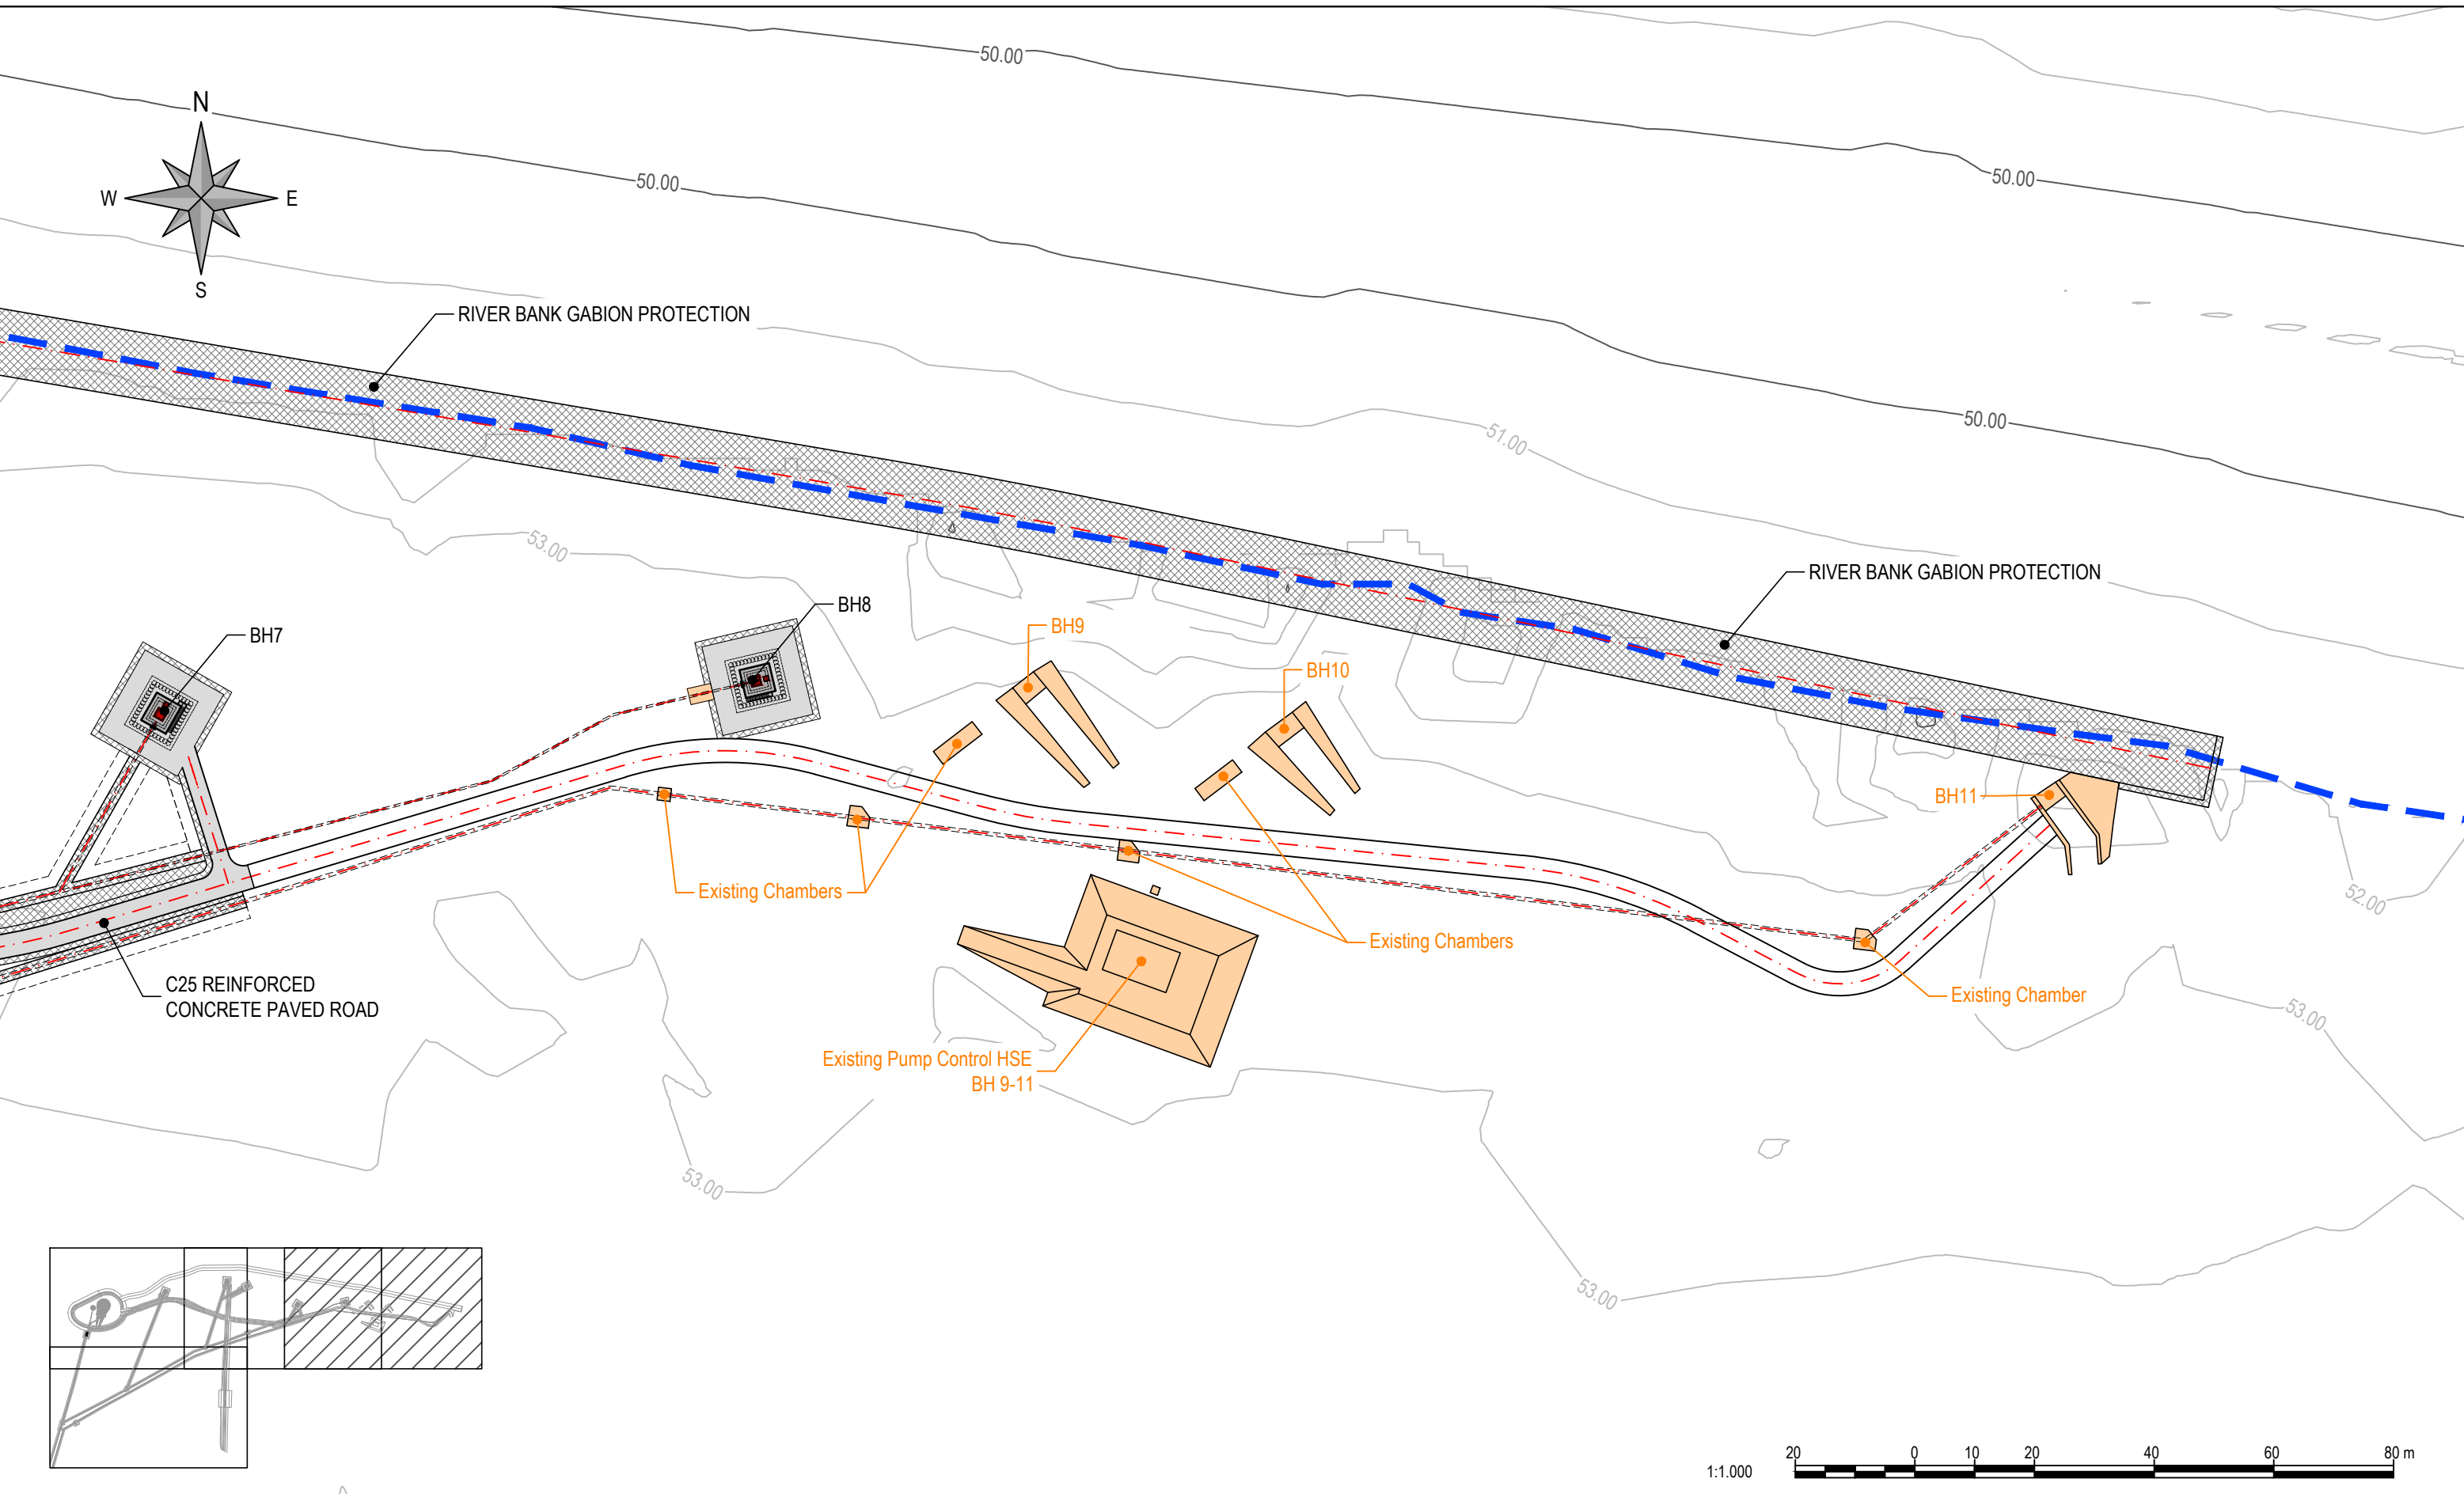 50.00
N
50.00
50.00
W
E
S
RIVER BANK GABION PROTECTION
50.00
51.00
53.00
RIVER BANK GABION PROTECTION
BH8
BH7
BH9
BH10
BH11
Existing Chambers
52.00
Existing Chambers
C25 REINFORCED
CONCRETE PAVED ROAD
Existing Chamber
53.00
Existing Pump Control HSE
BH 9-11
53.00
53.00
20 0 10 20 40 60 80 m
1:1.000